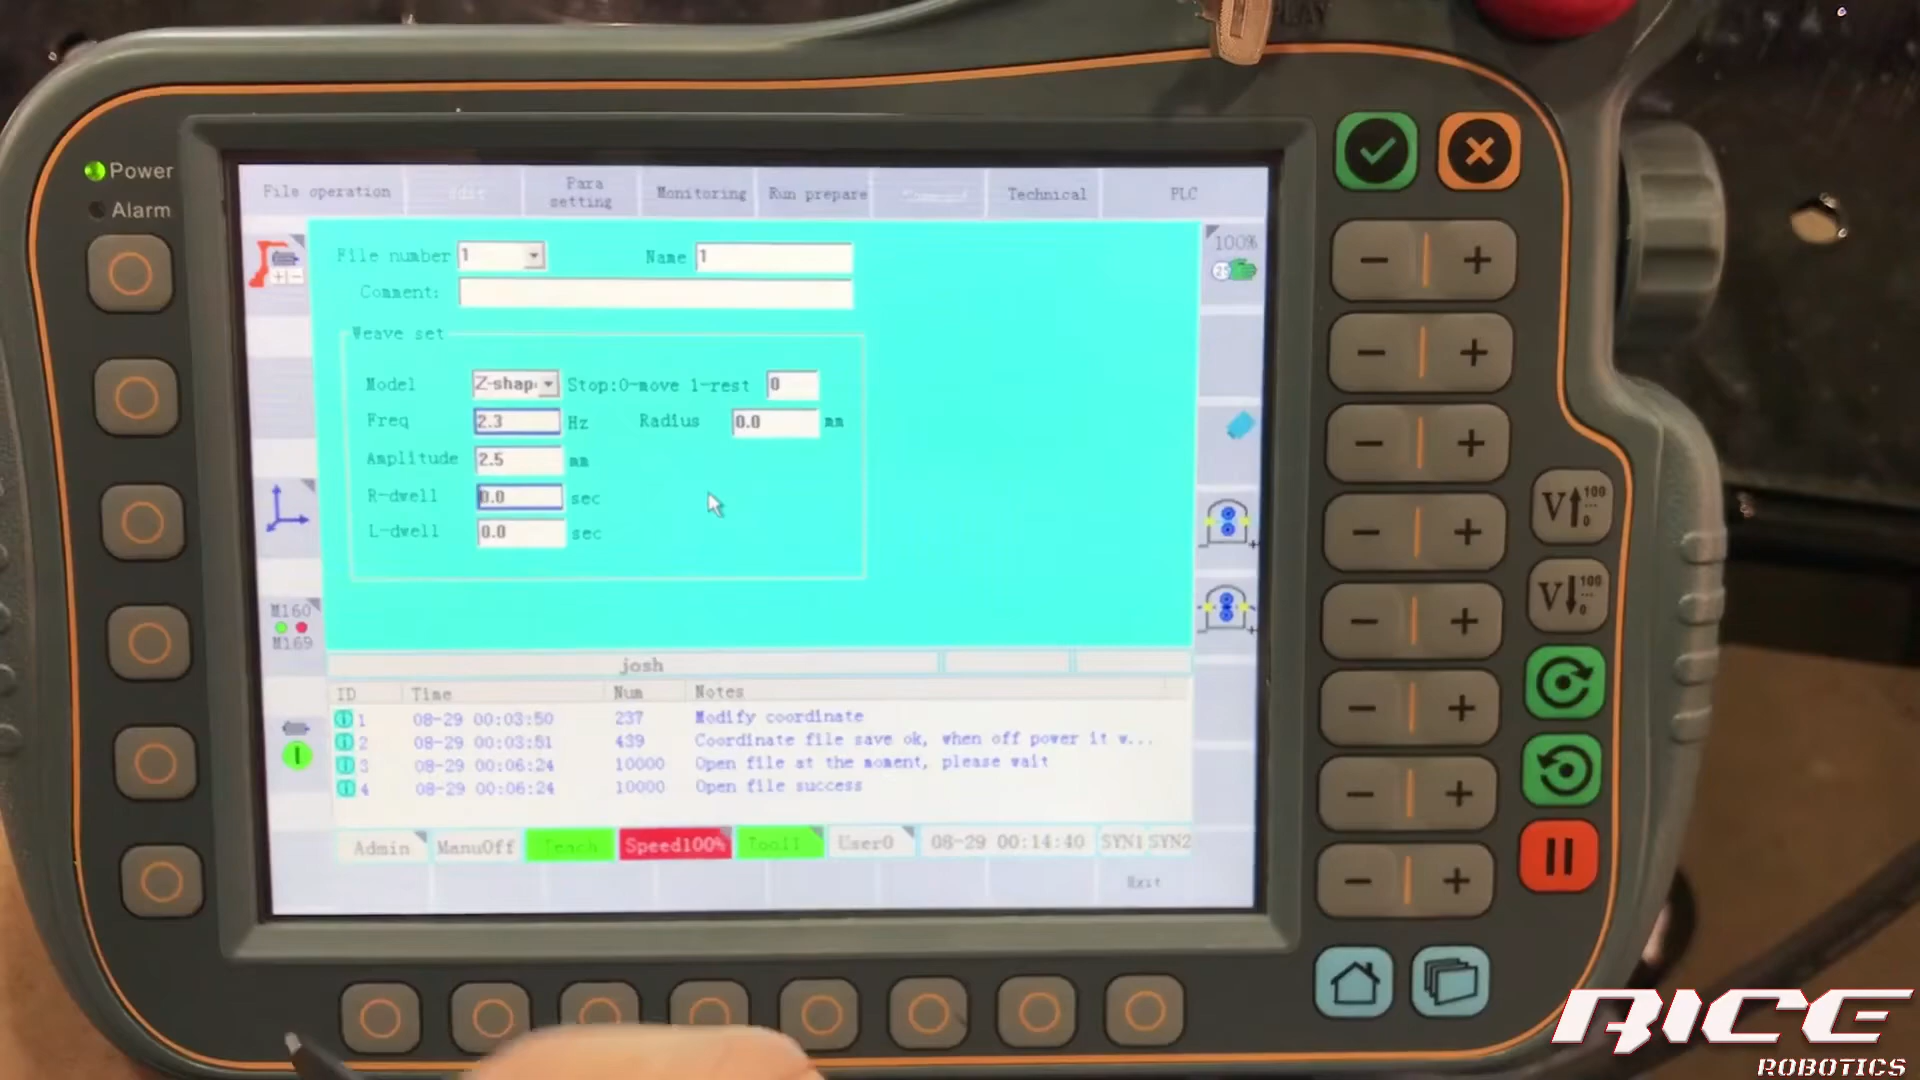 PLAY
Power
Alarm
File operation
Edit
Para setting
Monitoring
Run prepare
Command
Technical
PLC
File number 1 Name 1
Comment:
100%
Weave set
Model Z-shap Stop:0-move 1-rest 0
Freq 2.3 Hz Radius 0.0 mm
Amplitude 2.5 mm
R-dwell 0.0 sec
L-dwell 0.0 sec
M160
M169
josh
ID Time Num Notes
1 08-29 00:03:50 237 Modify coordinate
2 08-29 00:03:51 439 Coordinate file save ok, when off power it w...
3 08-29 00:06:24 10000 Open file at the moment, please wait
4 08-29 00:06:24 10000 Open file success
Admin ManuOff Teach Speed100% Tool1 User0 08-29 00:14:40 SYN1 SYN2
Exit
V 100 ... 0
V 100 ... 0
RICE
ROBOTICS